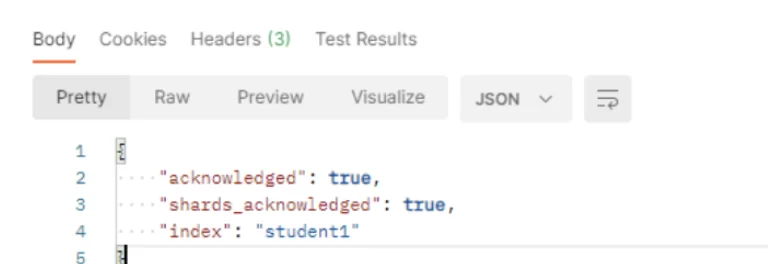 Body Cookies Headers (3) Test Results
Pretty Raw Preview Visualize JSON
1 {
2 "acknowledged": true,
3 "shards_acknowledged": true,
4 "index": "student1"
5 }